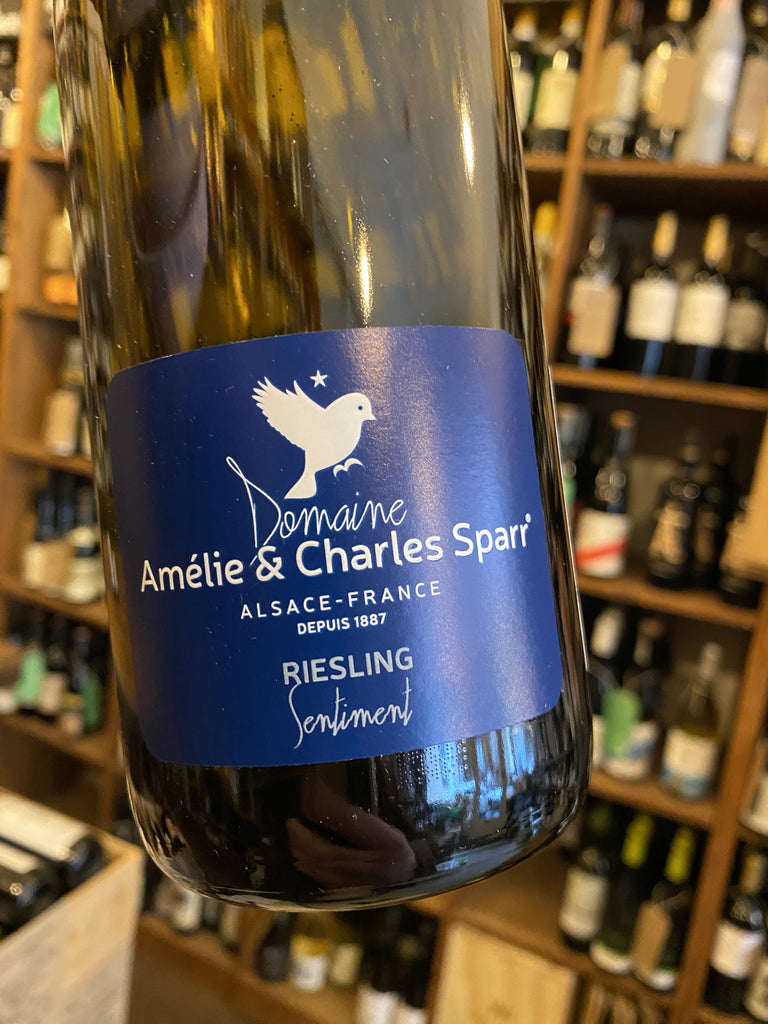 Domaine
Amélie & Charles Sparr
ALSACE-FRANCE
DEPUIS 1887
RIESLING
Sentiment